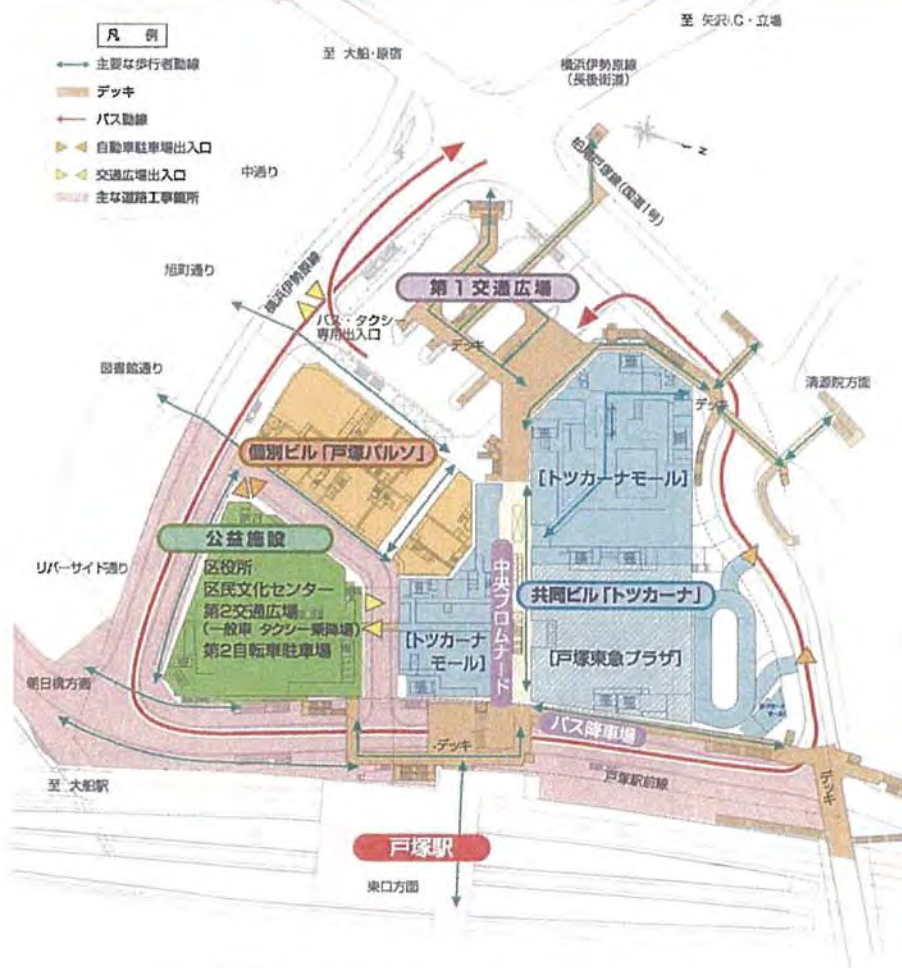 凡 例
主要な歩行者動線
デッキ
バス動線
自動車駐車場出入口
交通広場出入口
主な道路工事箇所
至 大船・原宿
至 矢沢I.C・立場
横浜伊勢原線
(長後街道)
柏尾戸塚線(国道1号)
N
中通り
旭町通り
横浜伊勢原線
バス・タクシー
専用出入口
第1交通広場
デッキ
デッキ
清源院方面
図書館通り
個別ビル「戸塚パルソ」
[トツカーナモール]
公益施設
区役所
区民文化センター
第2交通広場
(一般車 タクシー乗降場)
第2自転車駐車場
リバーサイド通り
中央プロムナード
共同ビル「トツカーナ」
[トツカーナ
モール]
[戸塚東急プラザ]
朝日橋方面
バス降車場
デッキ
戸塚駅前線
デッキ
至 大船駅
戸塚駅
東口方面